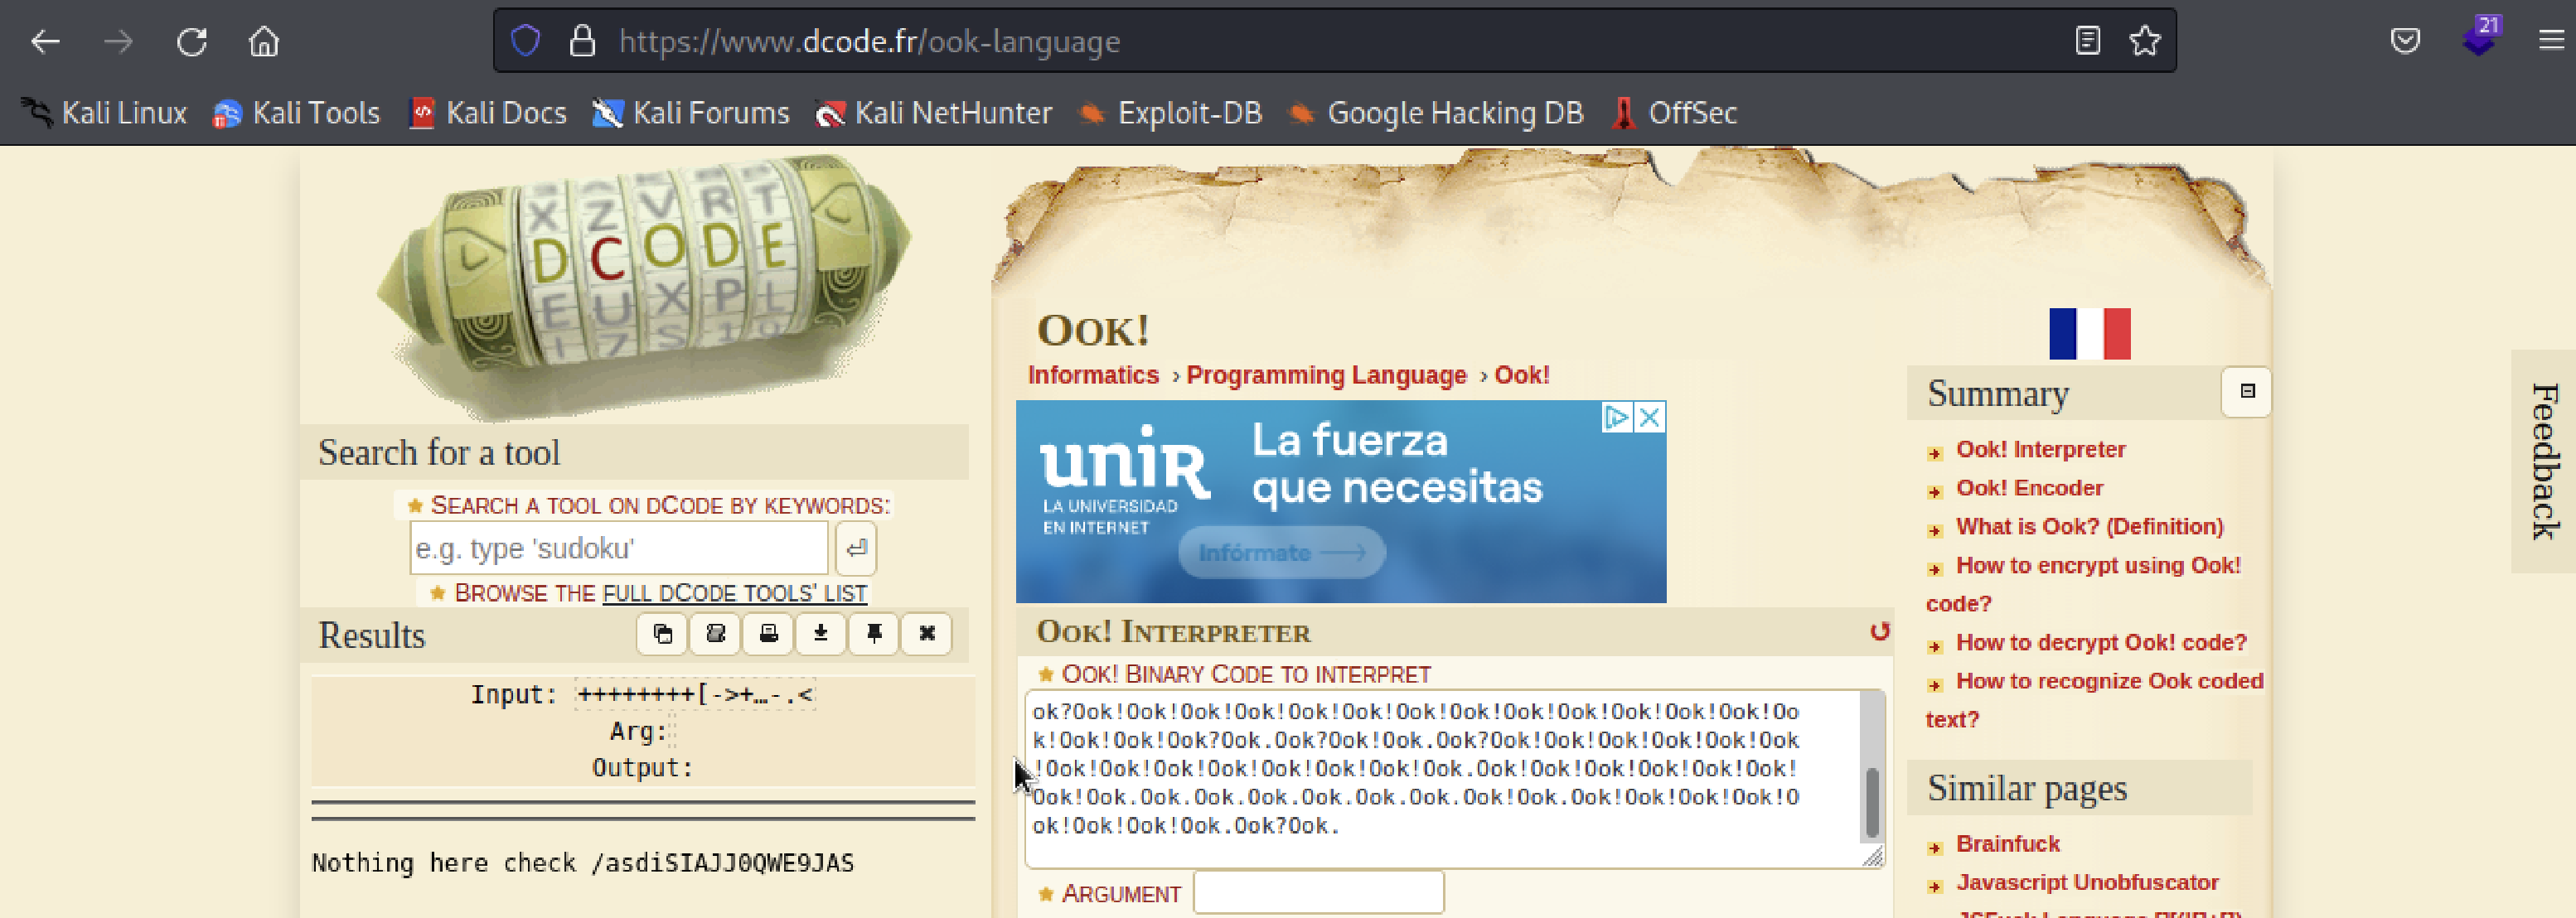 https://www.dcode.fr/ook-language
21
Kali Linux Kali Tools Kali Docs Kali Forums Kali NetHunter Exploit-DB Google Hacking DB OffSec
X Z V R T
D C O D E
E U X P L
Search for a tool
SEARCH A TOOL ON DCODE BY KEYWORDS:
e.g. type 'sudoku'
BROWSE THE FULL DCODE TOOLS' LIST
Results
Input: ++++++++[->+…-.<
Arg:
Output:
Nothing here check /asdiSIAJJ0QWE9JAS
OOK!
Informatics › Programming Language › Ook!
unir
LA UNIVERSIDAD
EN INTERNET
La fuerza
que necesitas
Infórmate
OOK! INTERPRETER
OOK! BINARY CODE TO INTERPRET
ok?Ook!Ook!Ook!Ook!Ook!Ook!Ook!Ook!Ook!Ook!Ook!Ook!Ook!Oo
k!Ook!Ook!Ook?Ook.Ook?Ook!Ook.Ook?Ook!Ook!Ook!Ook!Ook!Ook
!Ook!Ook!Ook!Ook!Ook!Ook!Ook!Ook.Ook!Ook!Ook!Ook!Ook!Ook!
Ook!Ook.Ook.Ook.Ook.Ook.Ook.Ook.Ook!Ook.Ook!Ook!Ook!Ook!O
ok!Ook!Ook!Ook.Ook?Ook.
ARGUMENT
Summary
Ook! Interpreter
Ook! Encoder
What is Ook? (Definition)
How to encrypt using Ook!
code?
How to decrypt Ook! code?
How to recognize Ook coded
text?
Similar pages
Brainfuck
Javascript Unobfuscator
Feedback